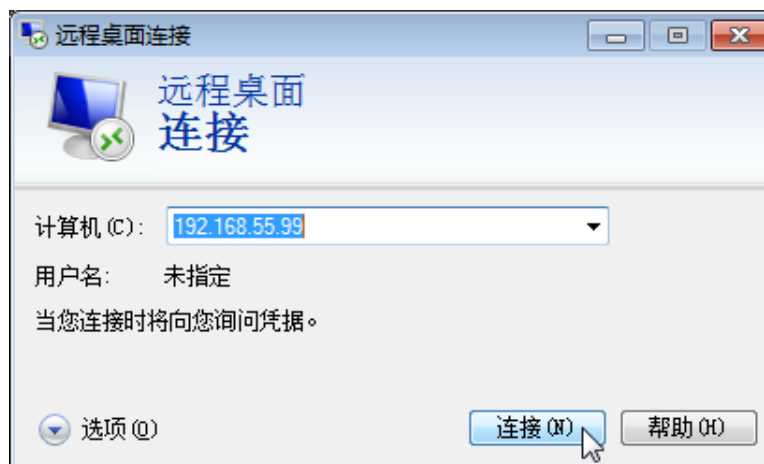 远程桌面连接
远程桌面
连接
计算机(C): 192.168.55.99
用户名: 未指定
当您连接时将向您询问凭据。
选项(O) 连接(N) 帮助(H)